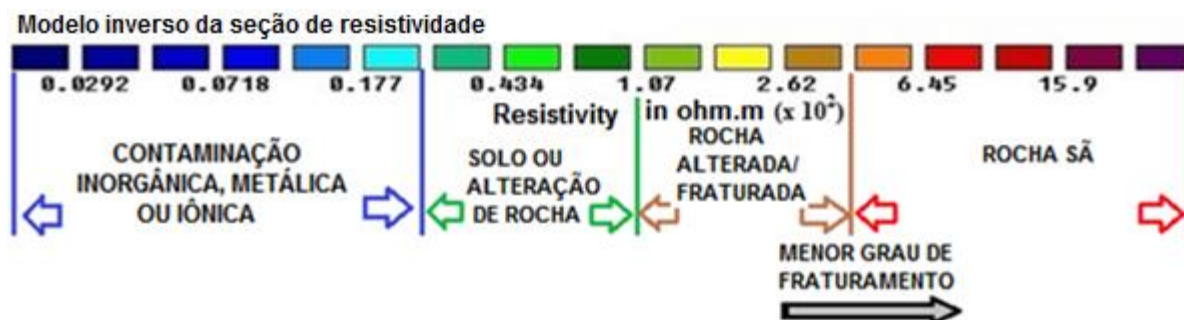 Modelo inverso da seção de resistividade
0.0292 0.0718 0.177 0.434 1.07 2.62 6.45 15.9
Resistivity in ohm.m (x 10²)
CONTAMINAÇÃO
INORGÂNICA, METÁLICA
OU IÔNICA
SOLO OU
ALTERAÇÃO
DE ROCHA
ROCHA
ALTERADA/
FRATURADA
ROCHA SÃ
MENOR GRAU DE
FRATURAMENTO